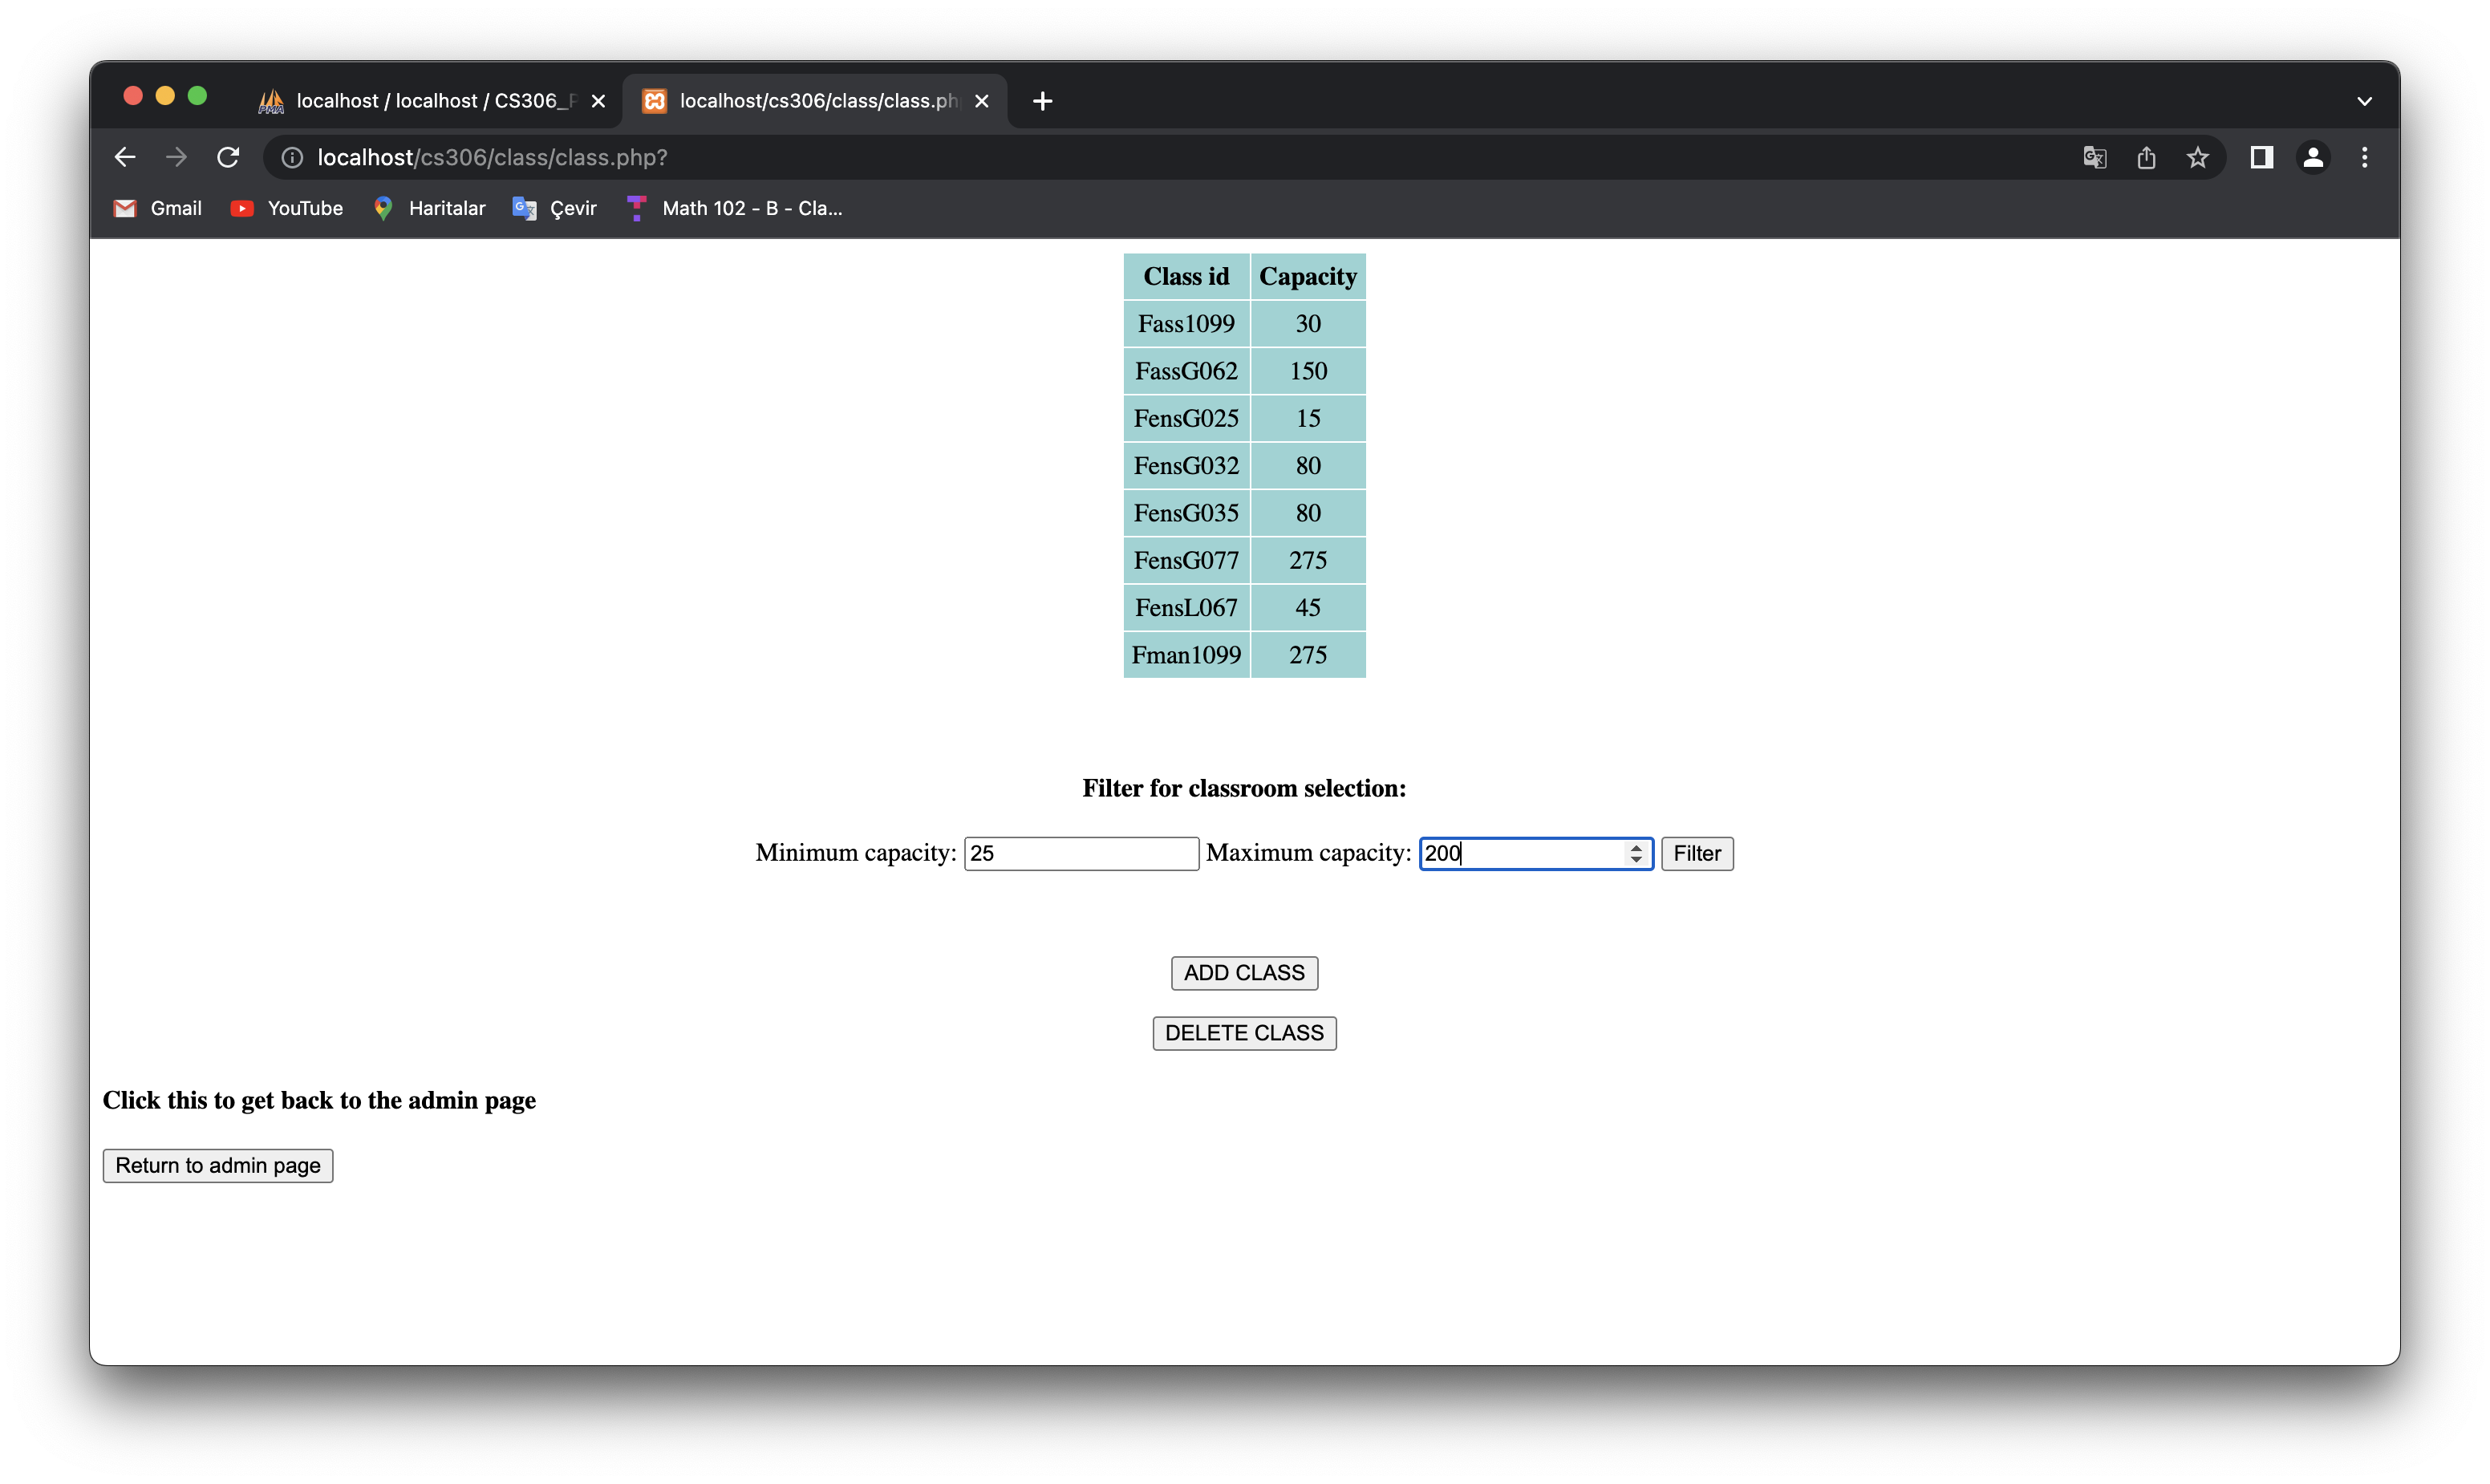 localhost / localhost / CS306_P
localhost/cs306/class/class.ph
localhost/cs306/class/class.php?
Gmail YouTube Haritalar Çevir Math 102 - B - Cla...
Class id Capacity
Fass1099 30
FassG062 150
FensG025 15
FensG032 80
FensG035 80
FensG077 275
FensL067 45
Fman1099 275
Filter for classroom selection:
Minimum capacity: 25 Maximum capacity: 200 Filter
ADD CLASS
DELETE CLASS
Click this to get back to the admin page
Return to admin page